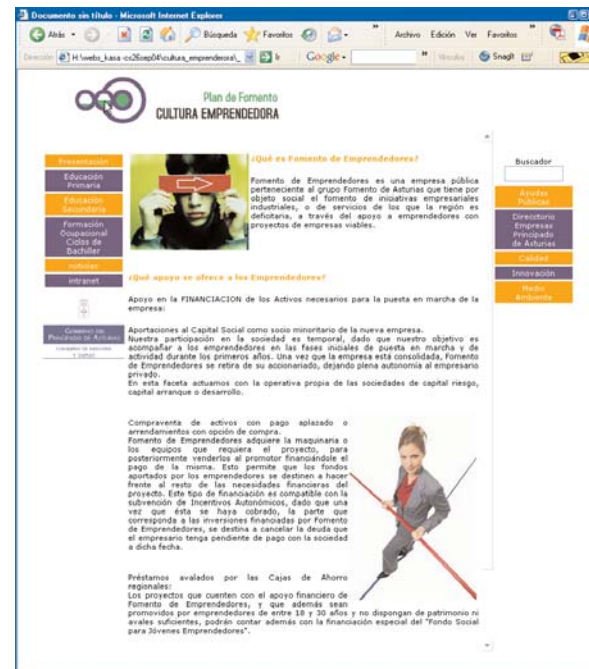 Documento sin título - Microsoft Internet Explorer
Atrás
Búsqueda
Favoritos
Archivo Edición Ver Favoritos
Dirección
H:\webs_kasa
Ir
Google
Vínculos
SnagIt
Plan de Fomento
CULTURA EMPRENDEDORA
Presentación
Educación
Primaria
Educación
Secundaria
Formación
Ocupacional
Ciclos de
Bachiller
noticias
intranet
GOBIERNO DEL
PRINCIPADO DE ASTURIAS
¿Qué es Fomento de Emprendedores?
Fomento de Emprendedores es una empresa pública
perteneciente al grupo Fomento de Asturias que tiene por
objeto social el fomento de iniciativas empresariales
industriales, o de servicios de los que la región es
deficitaria, a través del apoyo a emprendedores con
proyectos de empresas viables.
¿Qué apoyo se ofrece a los Emprendedores?
Apoyo en la FINANCIACION de los Activos necesarios para la puesta en marcha de la
empresa:
Aportaciones al Capital Social como socio minoritario de la nueva empresa.
Nuestra participación en la sociedad es temporal, dado que nuestro objetivo es
acompañar a los emprendedores en las fases iniciales de puesta en marcha y de
actividad durante los primeros años. Una vez que la empresa está consolidada, Fomento
de Emprendedores se retira de su accionariado, dejando plena autonomía al empresario
privado.
En esta faceta actuamos con la operativa propia de las sociedades de capital riesgo,
capital arranque o desarrollo.
Compraventa de activos con pago aplazado o
arrendamientos con opción de compra.
Fomento de Emprendedores adquiere la maquinaria o
los equipos que requiera el proyecto, para
posteriormente venderlos al promotor financiándole el
pago de la misma. Esto permite que los fondos
aportados por los emprendedores se destinen a hacer
frente al resto de las necesidades financieras del
proyecto. Este tipo de financiación es compatible con la
subvención de Incentivos Autonómicos, dado que una
vez que ésta se haya cobrado, la parte que
corresponda a las inversiones financiadas por Fomento
de Emprendedores, se destina a cancelar la deuda que
el empresario tenga pendiente de pago con la sociedad
a dicha fecha.
Préstamos avalados por las Cajas de Ahorro
regionales:
Los proyectos que cuenten con el apoyo financiero de
Fomento de Emprendedores, y que además sean
promovidos por emprendedores de entre 18 y 30 años y no dispongan de patrimonio ni
avales suficientes, podrán contar además con la financiación especial del "Fondo Social
para Jóvenes Emprendedores".
Buscador
Ayudas
Públicas
Directorio
Empresas
Principado
de Asturias
Calidad
Innovación
Medio
Ambiente